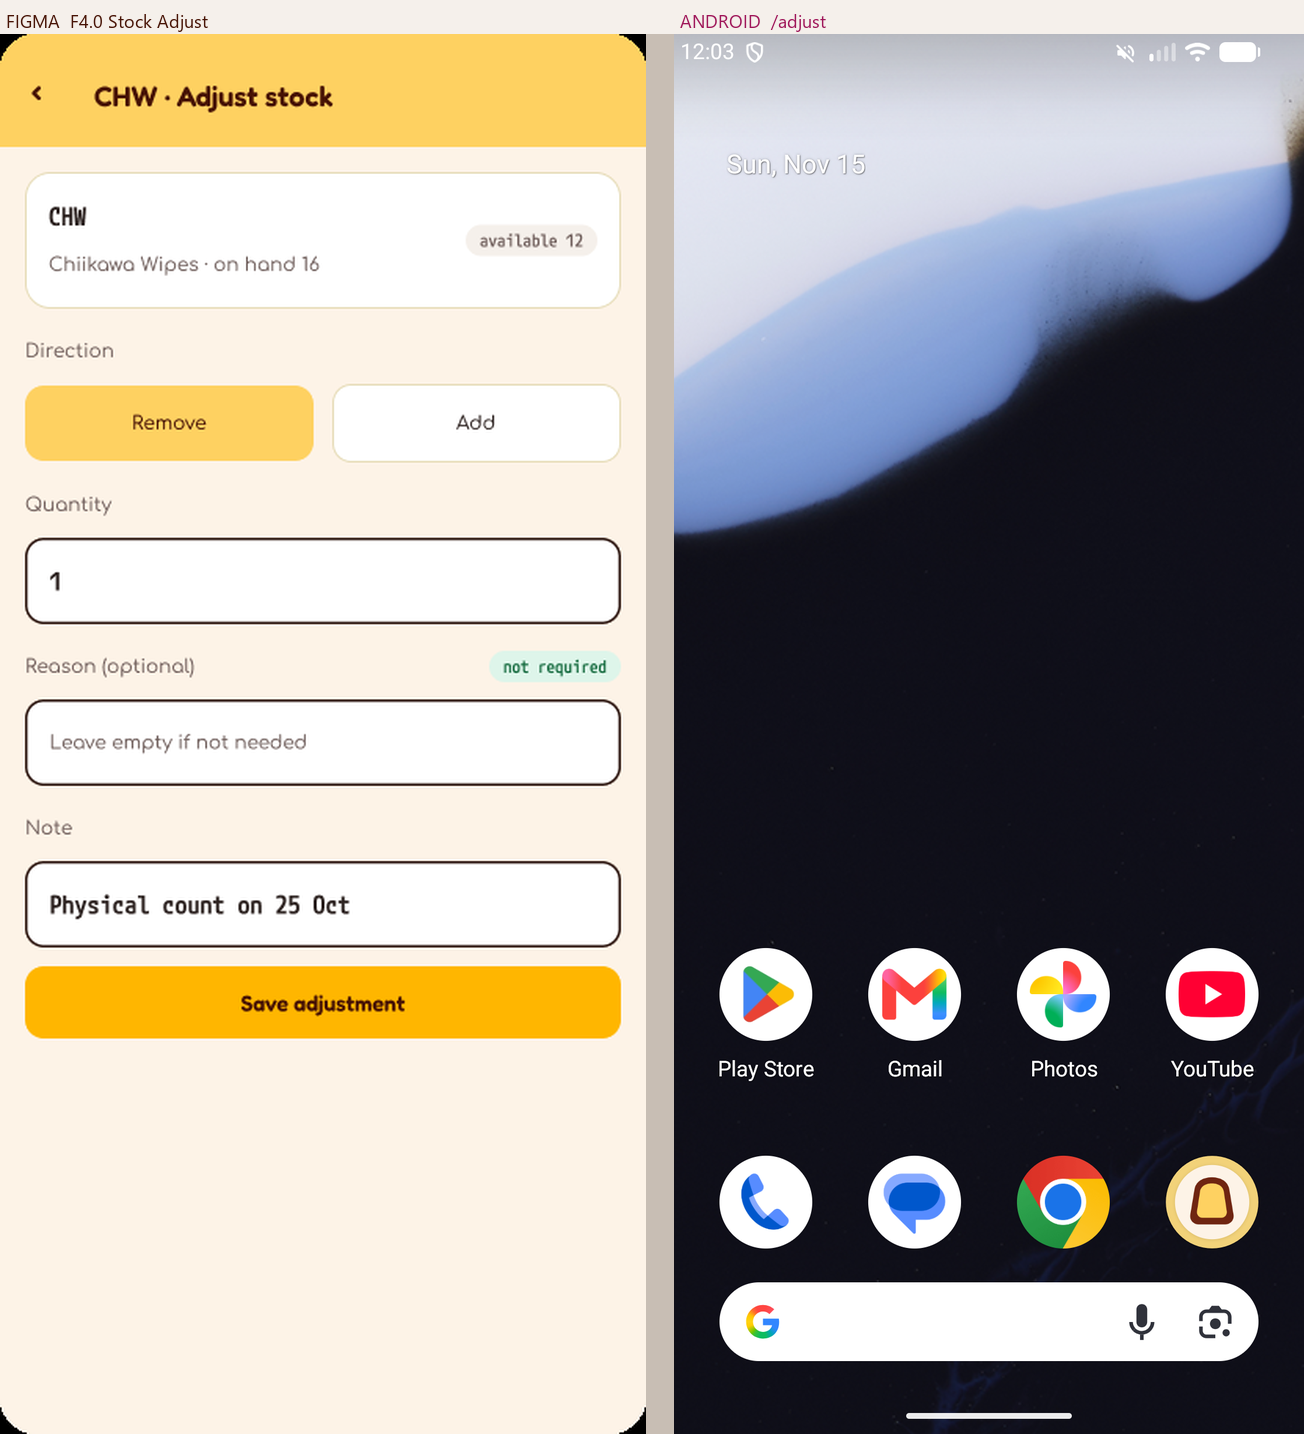 FIGMA F4.0 Stock Adjust
CHW · Adjust stock
CHW
Chiikawa Wipes · on hand 16
available 12
Direction
Remove
Add
Quantity
1
Reason (optional)
not required
Leave empty if not needed
Note
Physical count on 25 Oct
Save adjustment
ANDROID /adjust
12:03
Sun, Nov 15
Play Store
Gmail
Photos
YouTube